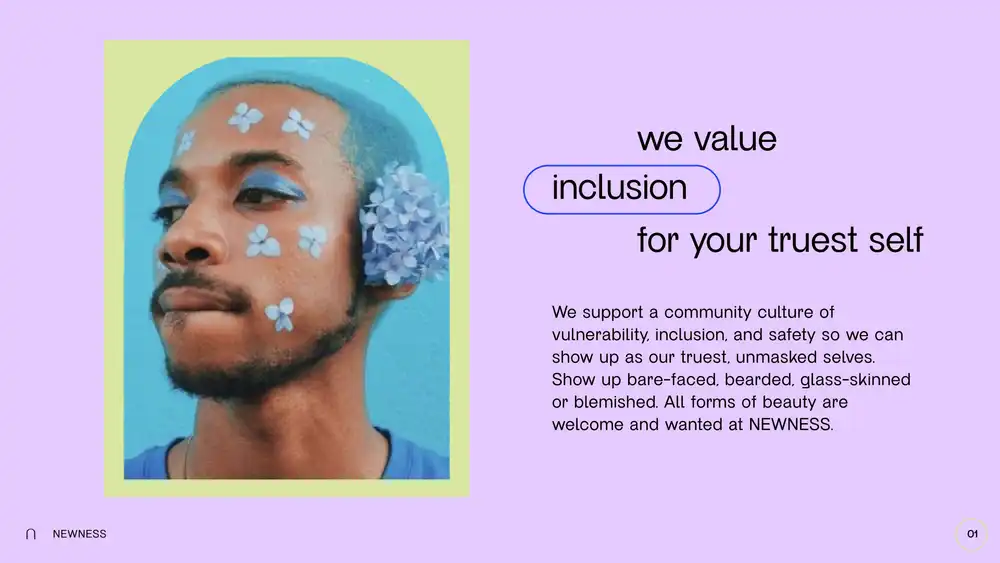 we value
inclusion
for your truest self
We support a community culture of
vulnerability, inclusion, and safety so we can
show up as our truest, unmasked selves.
Show up bare-faced, bearded, glass-skinned
or blemished. All forms of beauty are
welcome and wanted at NEWNESS.
NEWNESS
01